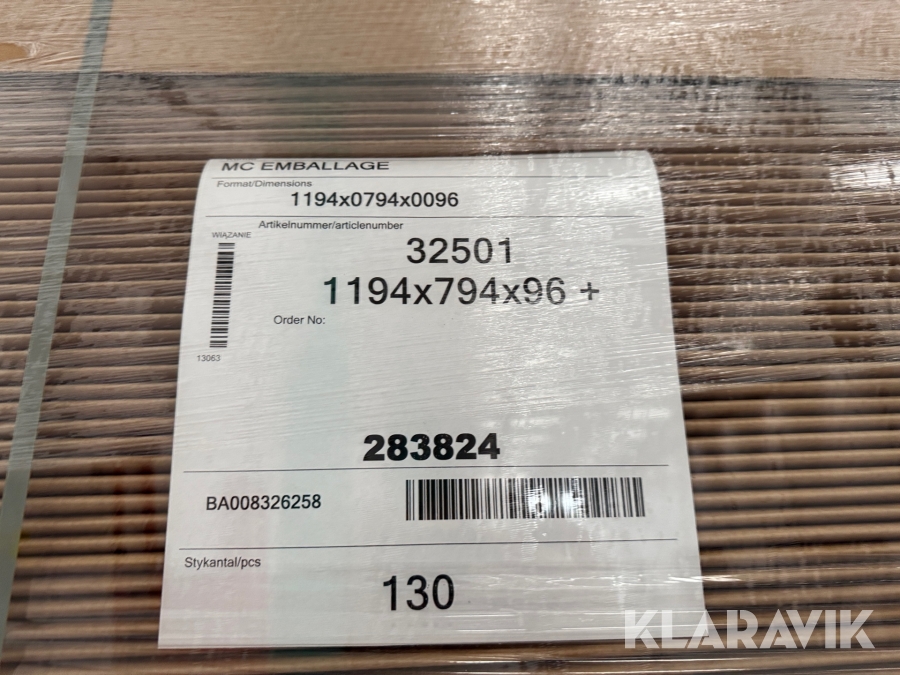 MC EMBALLAGE
Format/Dimensions
1194x0794x0096
Artikelnummer/articlenumber
WIĄZANIE
32501
1194x794x96 +
Order No:
13063
283824
BA008326258
Stykantal/pcs
130
KLARAVIK